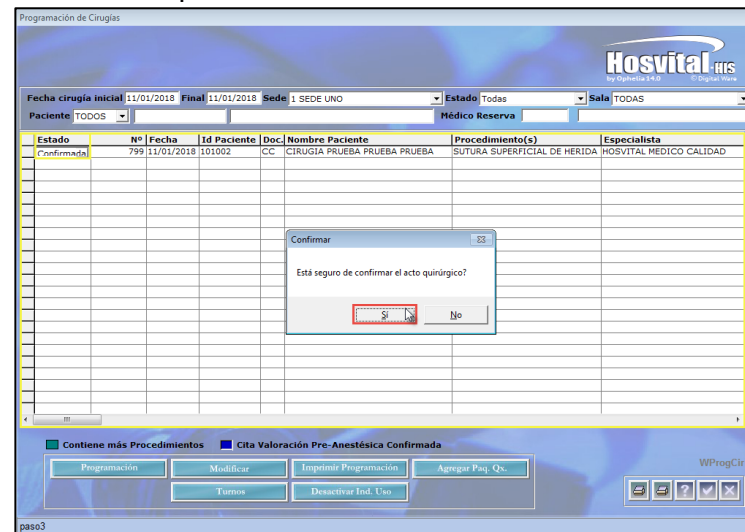 Programación de Cirugías
Hosvital-HIS
by Ophelia 14.0 © Digital Ware
Fecha cirugía inicial 11/01/2018 Final 11/01/2018 Sede 1 SEDE UNO Estado Todas Sala TODAS
Paciente TODOS Médico Reserva
Estado Nº Fecha Id Paciente Doc. Nombre Paciente Procedimiento(s) Especialista
Confirmada 799 11/01/2018 101002 CC CIRUGIA PRUEBA PRUEBA PRUEBA SUTURA SUPERFICIAL DE HERIDA HOSVITAL MEDICO CALIDAD
Confirmar
Está seguro de confirmar el acto quirúrgico?
Sí No
Contiene más Procedimientos Cita Valoración Pre-Anestésica Confirmada
Programación Modificar Imprimir Programación Agregar Paq. Qx. WProgCir
Turnos Desactivar Ind. Uso
paso3